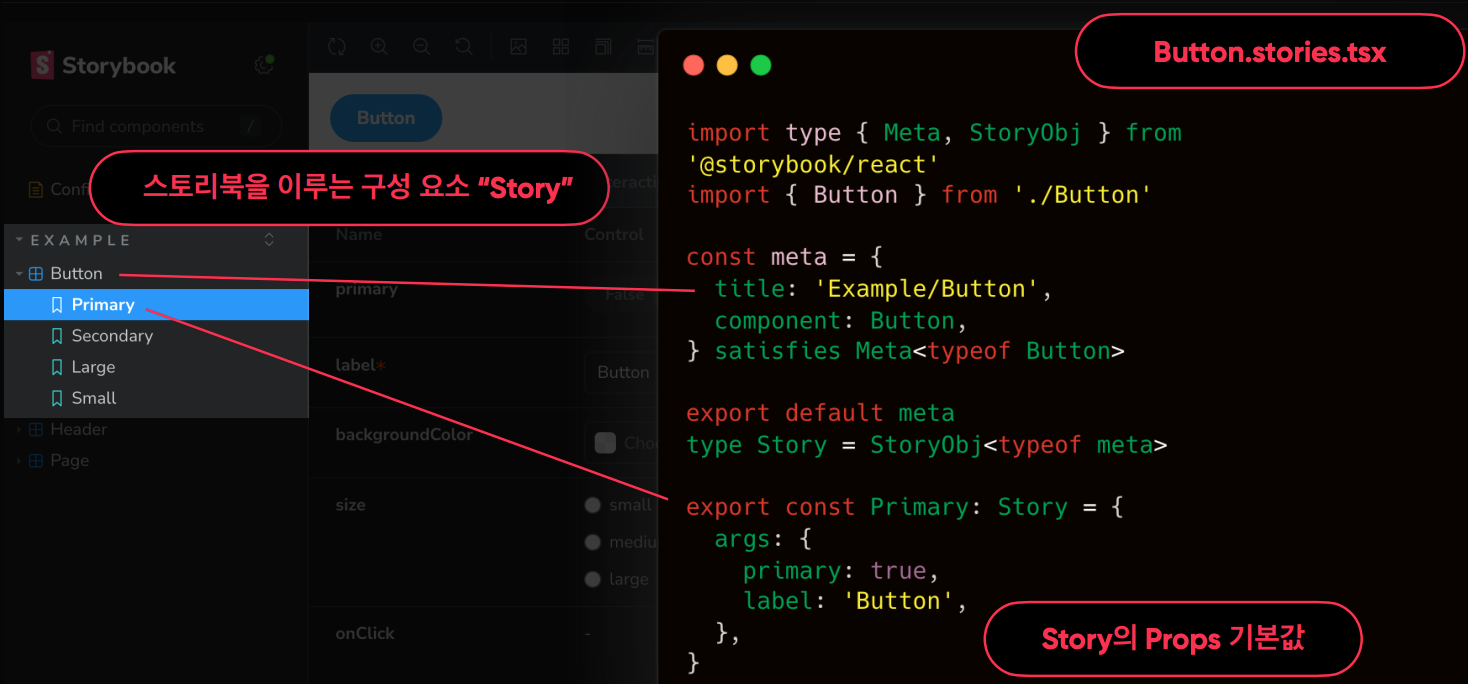 Storybook
Find components /
스토리북을 이루는 구성 요소 “Story”
EXAMPLE
Button
Primary
Secondary
Large
Small
Header
Page
Button
Name Control
primary False
label* Button
backgroundColor
size small
large
onClick -
Button.stories.tsx
import type { Meta, StoryObj } from
'@storybook/react'
import { Button } from './Button'
const meta = {
title: 'Example/Button',
component: Button,
} satisfies Meta<typeof Button>
export default meta
type Story = StoryObj<typeof meta>
export const Primary: Story = {
args: {
primary: true,
label: 'Button',
},
}
Story의 Props 기본값